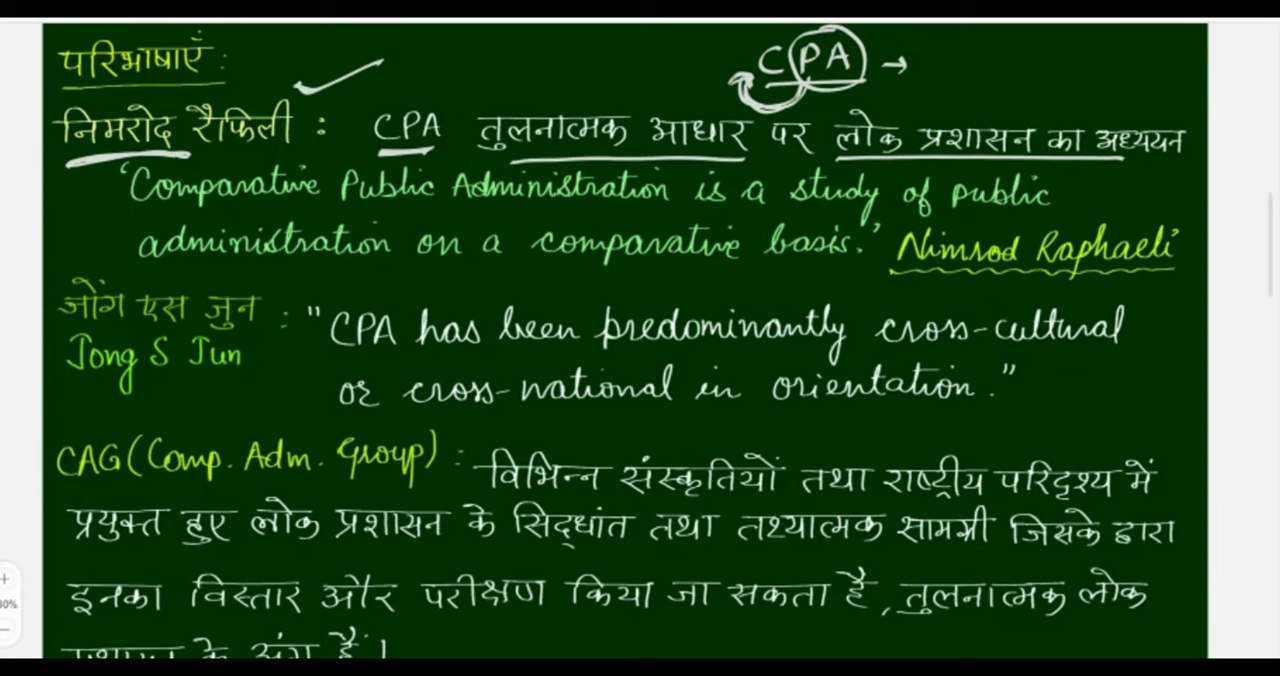 परिभाषाएँ :
CPA →
निमरोद रैफिली : CPA तुलनात्मक आधार पर लोक प्रशासन का अध्ययन
'Comparative Public Administration is a study of public
administration on a comparative basis.' Nimrod Raphaeli
जोंग एस जुन : "CPA has been predominantly cross-cultural
Jong S Jun
or cross-national in orientation."
CAG (Comp. Adm. Group) : विभिन्न संस्कृतियों तथा राष्ट्रीय परिदृश्य में
प्रयुक्त हुए लोक प्रशासन के सिद्धांत तथा तथ्यात्मक सामग्री जिसके द्वारा
इनका विस्तार और परीक्षण किया जा सकता है, तुलनात्मक लोक
प्रशासन के अंग हैं।